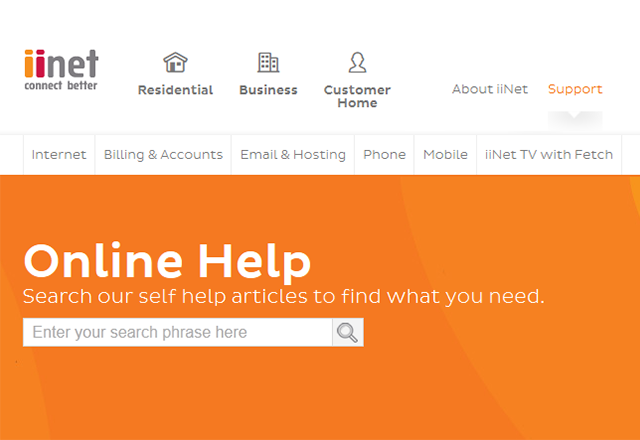 iinet
connect better
Residential
Business
Customer
Home
About iiNet
Support
Internet
Billing & Accounts
Email & Hosting
Phone
Mobile
iiNet TV with Fetch
Online Help
Search our self help articles to find what you need.
Enter your search phrase here